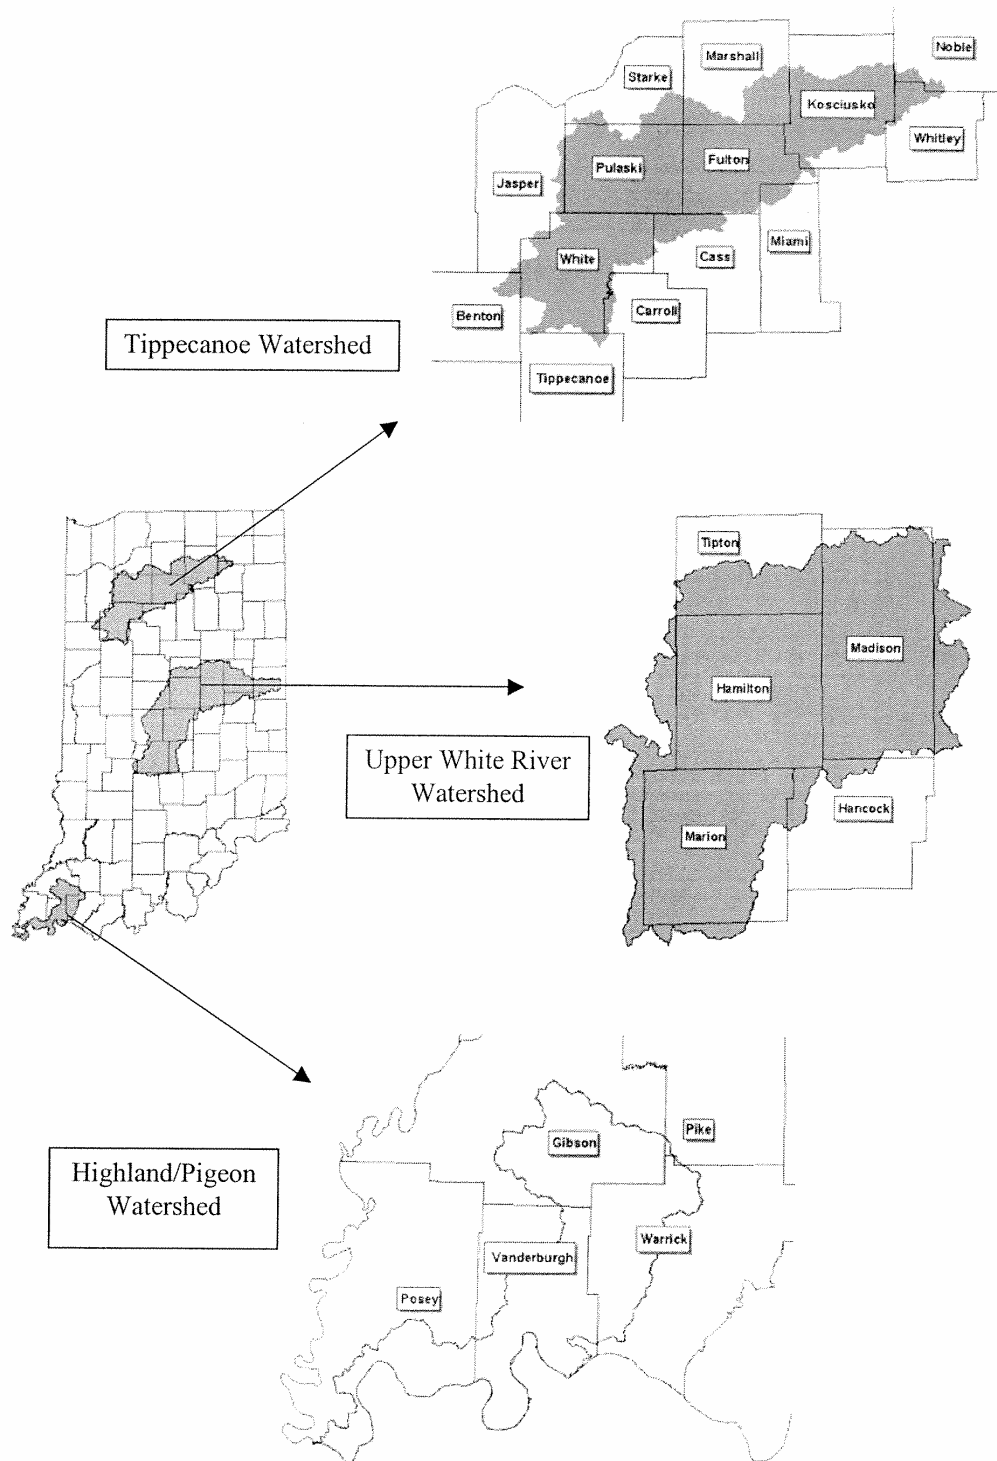 Noble
Marshall
Starke
Kosciusko
Whitley
Pulaski
Fulton
Jasper
Miami
White
Cass
Benton
Carroll
Tippecanoe Watershed
Tippecanoe
Tipton
Madison
Hamilton
Upper White River
Watershed
Hancock
Marion
Gibson
Pike
Highland/Pigeon
Watershed
Warrick
Vanderburgh
Posey